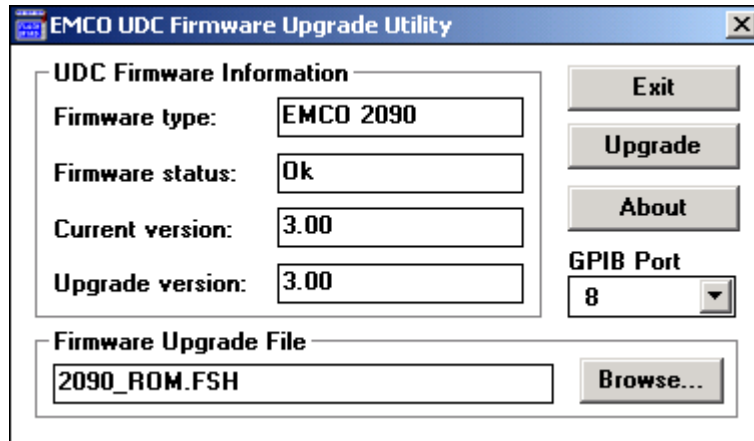 EMCO UDC Firmware Upgrade Utility
UDC Firmware Information
Firmware type: EMCO 2090
Firmware status: Ok
Current version: 3.00
Upgrade version: 3.00
Exit
Upgrade
About
GPIB Port
8
Firmware Upgrade File
2090_ROM.FSH
Browse...